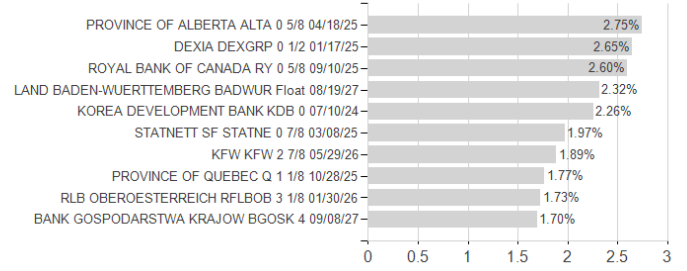 PROVINCE OF ALBERTA ALTA 0 5/8 04/18/25 2.75%
DEXIA DEXGRP 0 1/2 01/17/25 2.65%
ROYAL BANK OF CANADA RY 0 5/8 09/10/25 2.60%
LAND BADEN-WUERTTEMBERG BADWUR Float 08/19/27 2.32%
KOREA DEVELOPMENT BANK KDB 0 07/10/24 2.26%
STATNETT SF STATNE 0 7/8 03/08/25 1.97%
KFW KFW 2 7/8 05/29/26 1.89%
PROVINCE OF QUEBEC Q 1 1/8 10/28/25 1.77%
RLB OBEROESTERREICH RFLBOB 3 1/8 01/30/26 1.73%
BANK GOSPODARSTWA KRAJOW BGOSK 4 09/08/27 1.70%
0 0.5 1 1.5 2 2.5 3